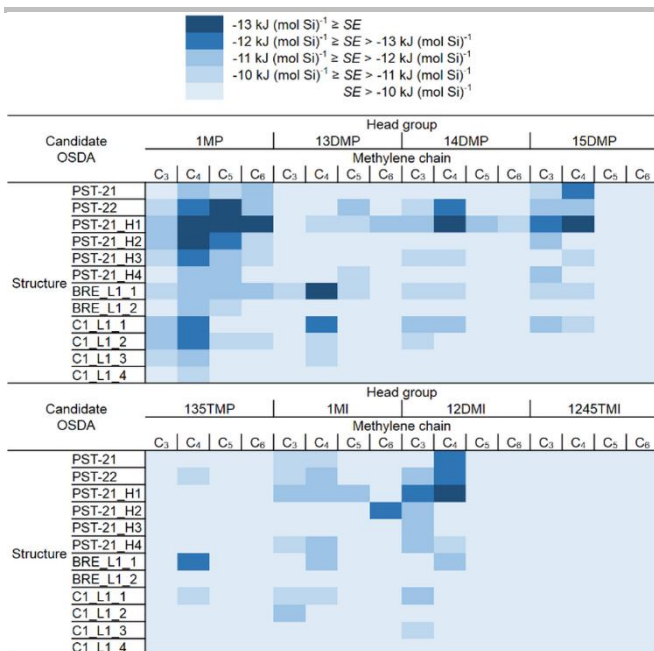 -13 kJ (mol Si)⁻¹ ≥ SE
-12 kJ (mol Si)⁻¹ ≥ SE > -13 kJ (mol Si)⁻¹
-11 kJ (mol Si)⁻¹ ≥ SE > -12 kJ (mol Si)⁻¹
-10 kJ (mol Si)⁻¹ ≥ SE > -11 kJ (mol Si)⁻¹
SE > -10 kJ (mol Si)⁻¹
Candidate OSDA
Head group
1MP 13DMP 14DMP 15DMP
Methylene chain
C₃ C₄ C₅ C₆ C₃ C₄ C₅ C₆ C₃ C₄ C₅ C₆ C₃ C₄ C₅ C₆
Structure
PST-21
PST-22
PST-21_H1
PST-21_H2
PST-21_H3
PST-21_H4
BRE_L1_1
BRE_L1_2
C1_L1_1
C1_L1_2
C1_L1_3
C1_L1_4
Candidate OSDA
Head group
135TMP 1MI 12DMI 1245TMI
Methylene chain
C₃ C₄ C₅ C₆ C₃ C₄ C₅ C₆ C₃ C₄ C₅ C₆ C₃ C₄ C₅ C₆
Structure
PST-21
PST-22
PST-21_H1
PST-21_H2
PST-21_H3
PST-21_H4
BRE_L1_1
BRE_L1_2
C1_L1_1
C1_L1_2
C1_L1_3
C1_L1_4